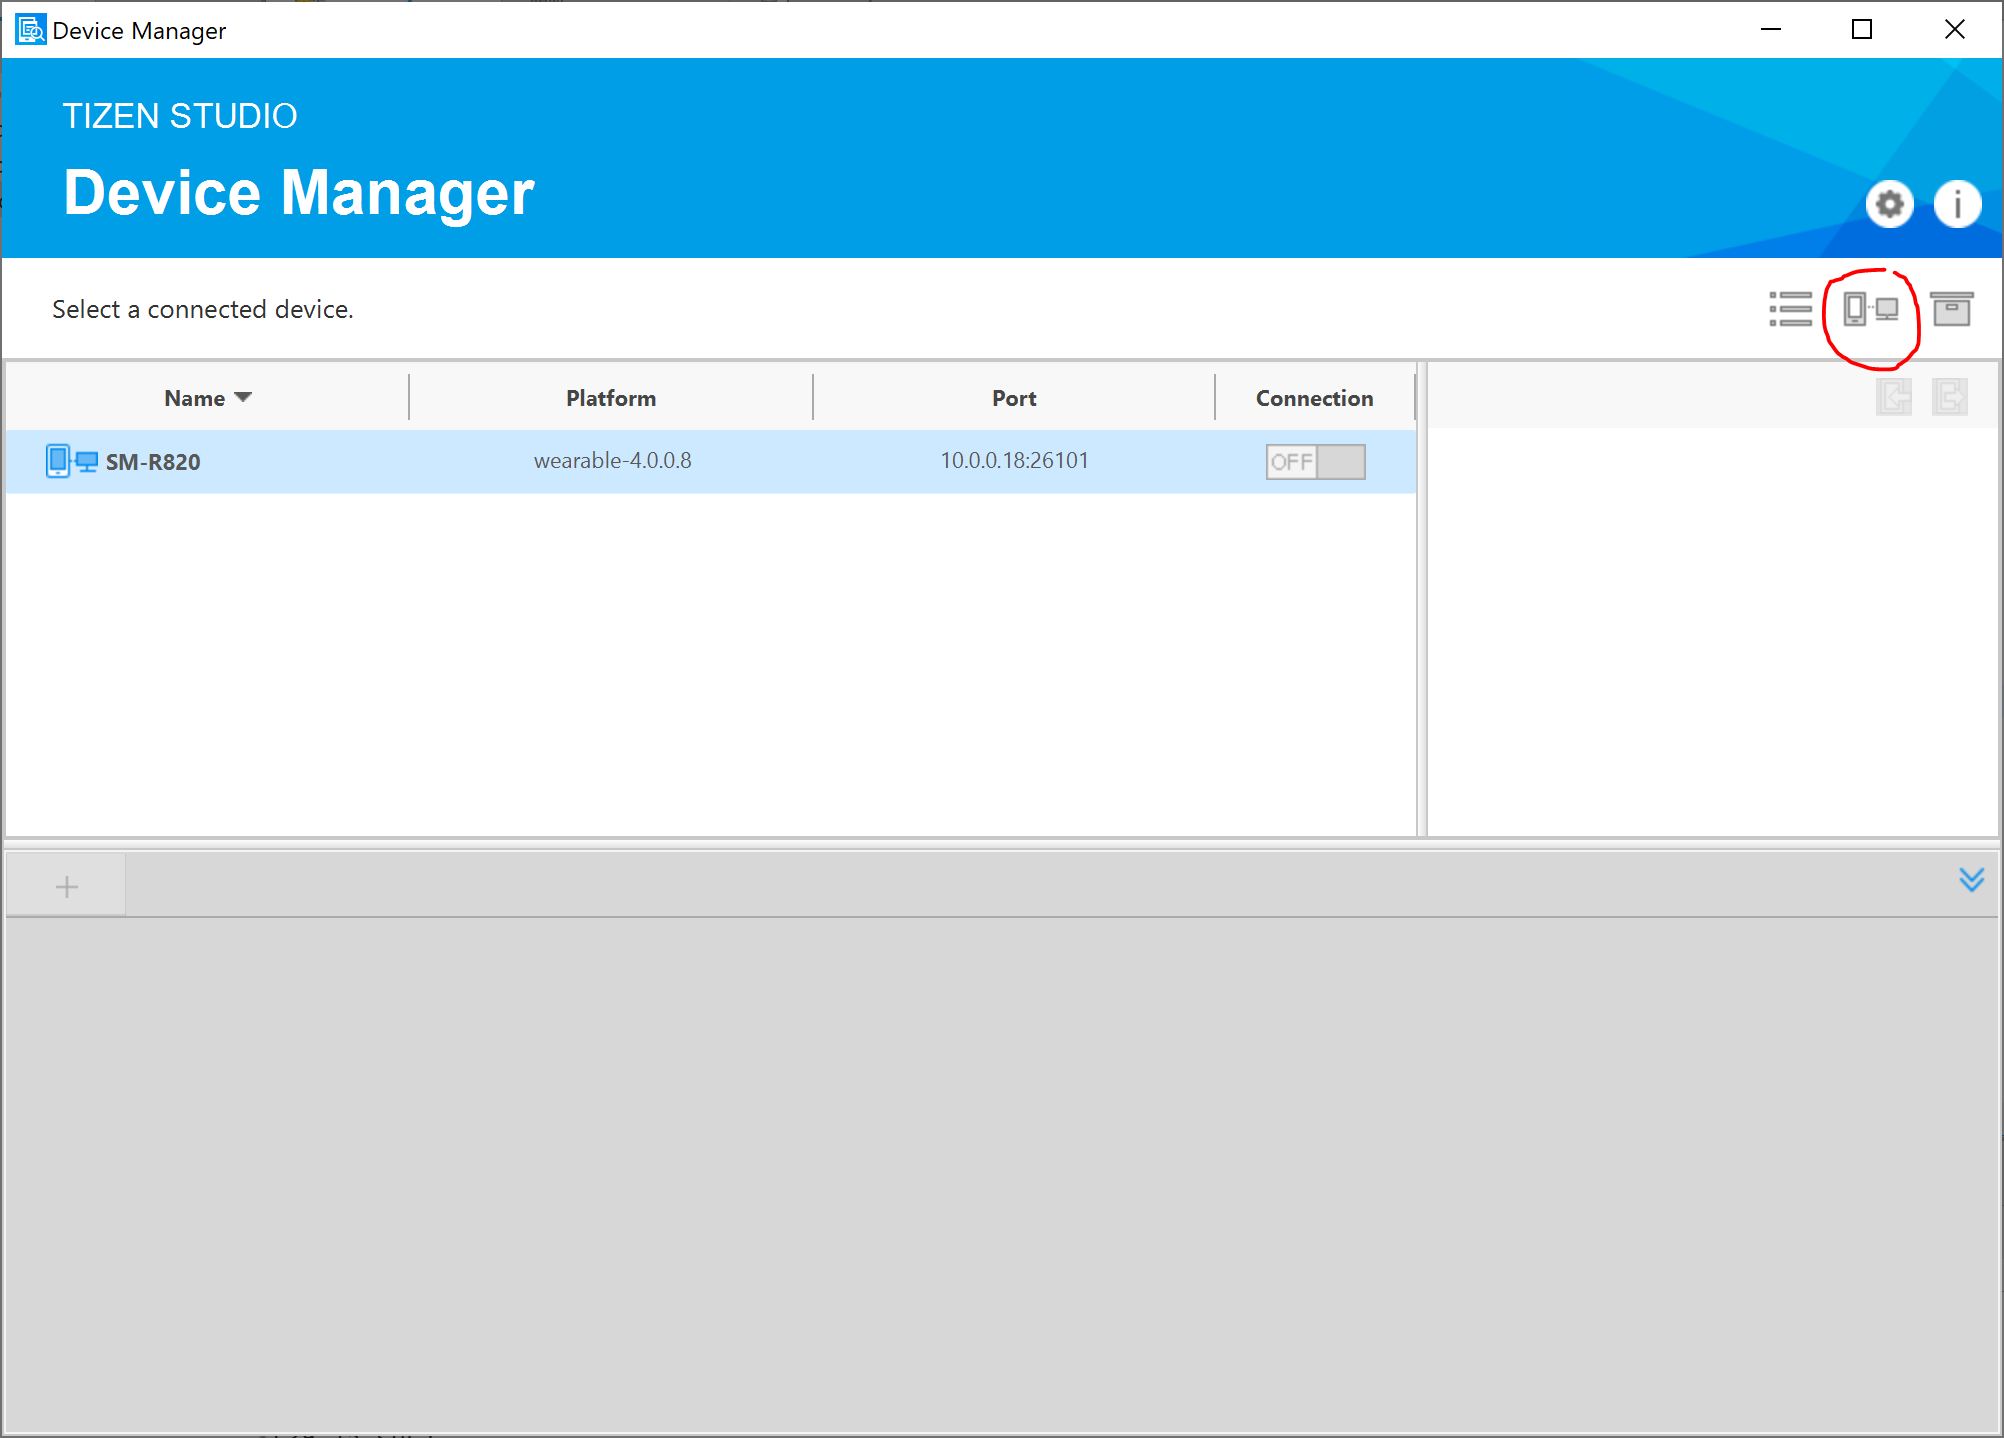 Device Manager
TIZEN STUDIO
Device Manager
Select a connected device.
Name Platform Port Connection
SM-R820 wearable-4.0.0.8 10.0.0.18:26101 OFF